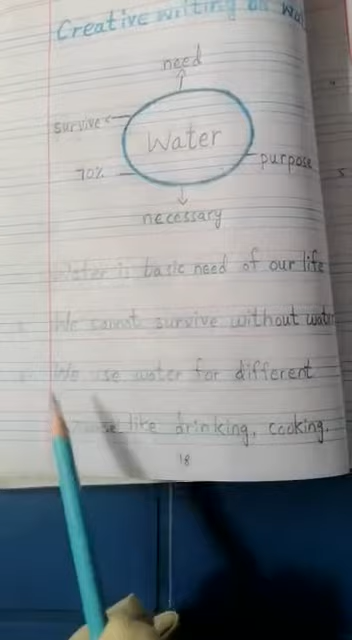 Creative writing on
need
survive
Water
70%
purpose
necessary
Water is basic need of our life
We cannot survive without water
We use water for different
like drinking, cooking.
18